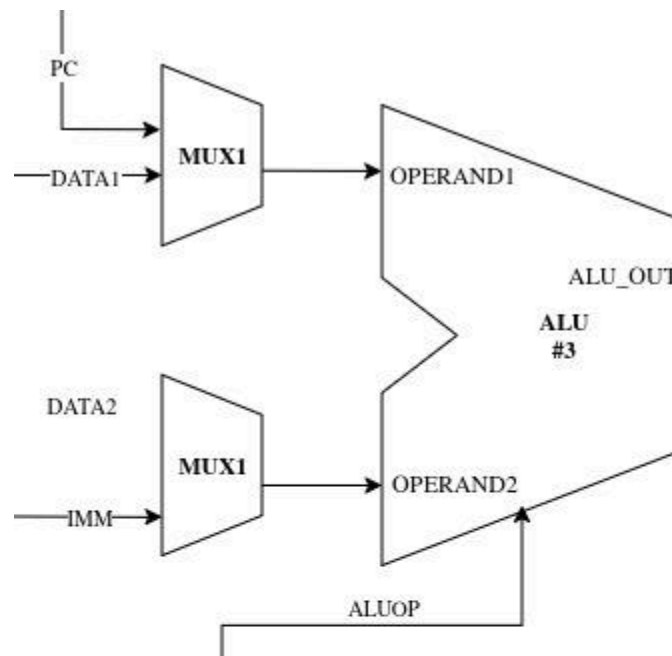 PC
MUX1
DATA1
OPERAND1
ALU_OUT
ALU
#3
DATA2
MUX1
IMM
OPERAND2
ALUOP